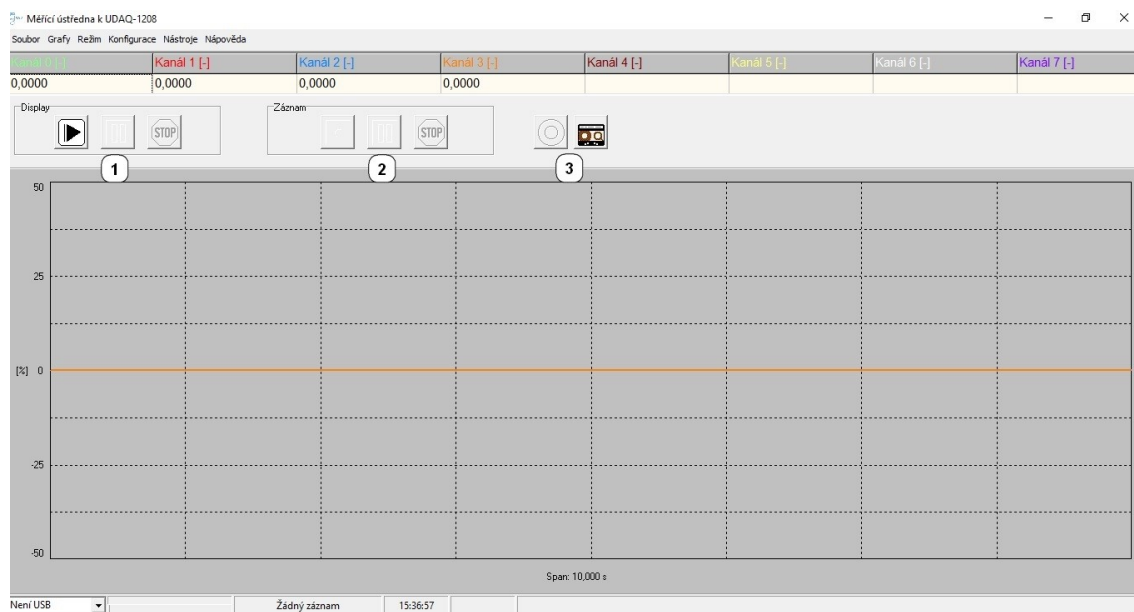 Měřící ústředna k UDAQ-1208
Soubor Grafy Režim Konfigurace Nástroje Nápověda
Kanál 0 [-] Kanál 1 [-] Kanál 2 [-] Kanál 3 [-] Kanál 4 [-] Kanál 5 [-] Kanál 6 [-] Kanál 7 [-]
0,0000 0,0000 0,0000 0,0000
Display Záznam
STOP STOP
1 2 3
50
25
[%] 0
-25
-50
Span: 10,000 s
Není USB Žádný záznam 15:36:57